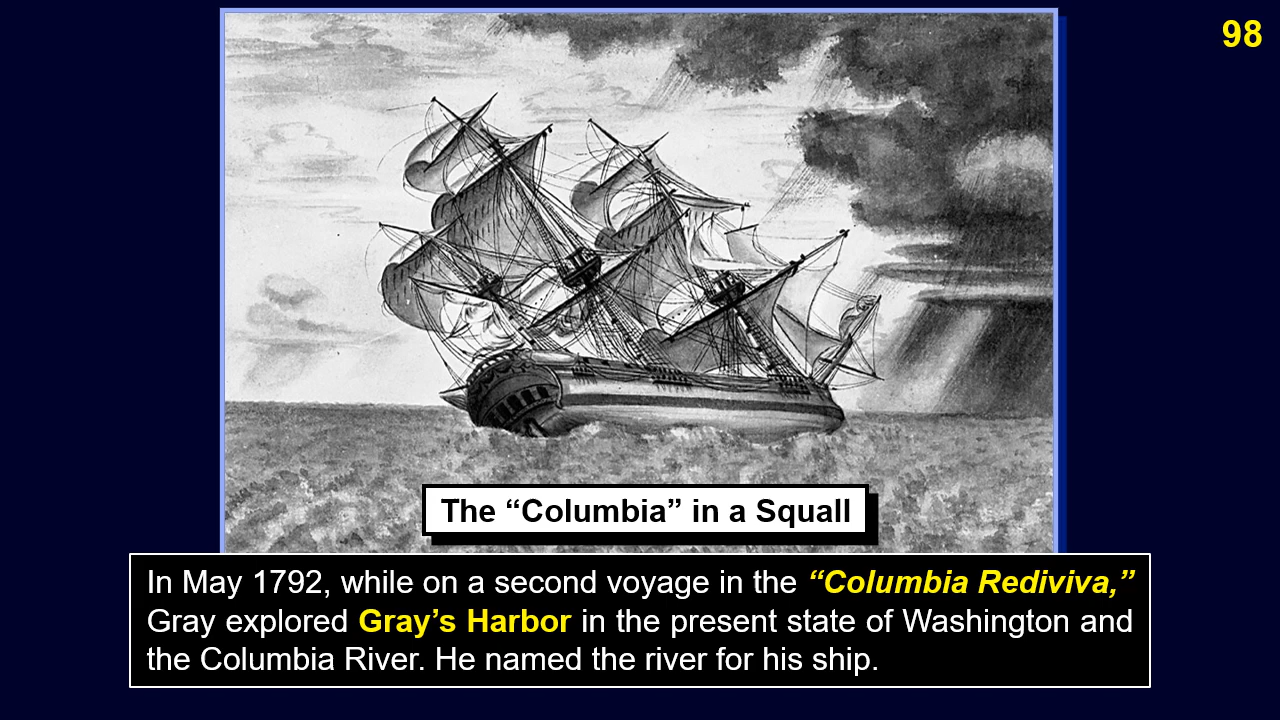 98
The “Columbia” in a Squall
In May 1792, while on a second voyage in the “Columbia Rediviva,”
Gray explored Gray’s Harbor in the present state of Washington and
the Columbia River. He named the river for his ship.